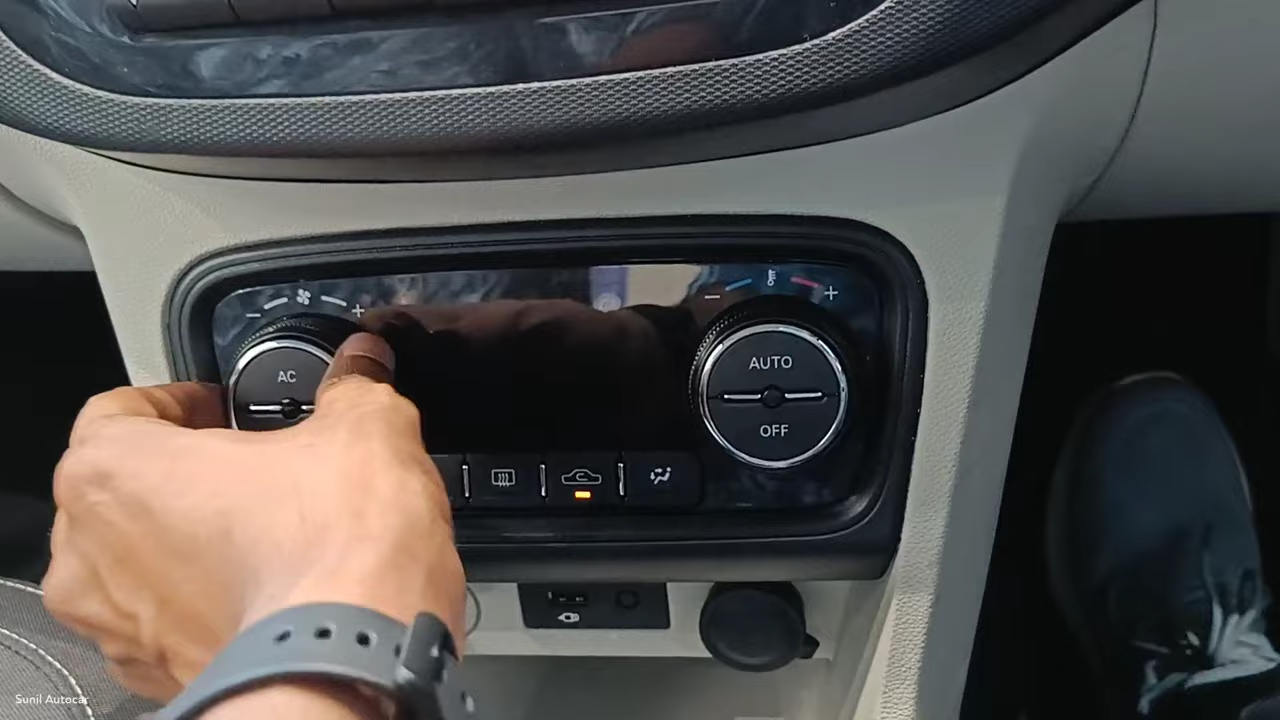 − +
− +
AC
AUTO
OFF
Sunil Autocar